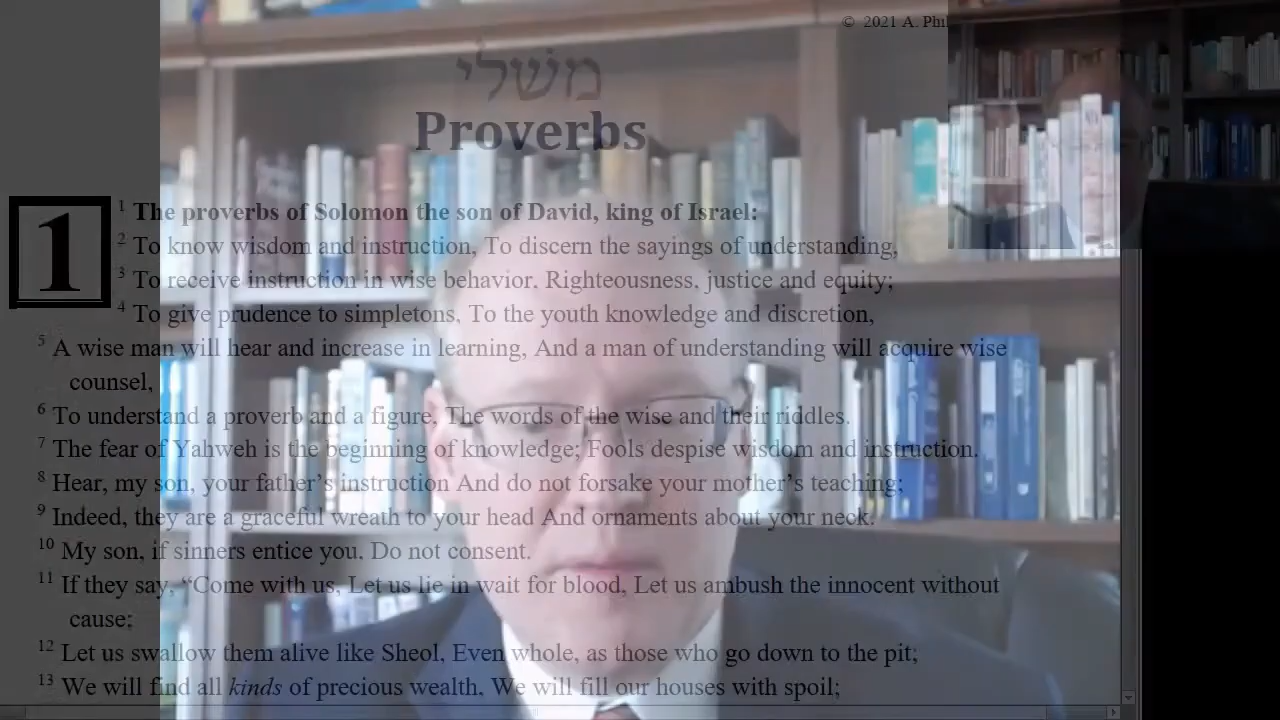 © 2021 A. Phil
משלי
Proverbs
1
1 The proverbs of Solomon the son of David, king of Israel:
2 To know wisdom and instruction, To discern the sayings of understanding,
3 To receive instruction in wise behavior, Righteousness, justice and equity;
4 To give prudence to simpletons, To the youth knowledge and discretion,
5 A wise man will hear and increase in learning, And a man of understanding will acquire wise
counsel,
6 To understand a proverb and a figure, The words of the wise and their riddles.
7 The fear of Yahweh is the beginning of knowledge; Fools despise wisdom and instruction.
8 Hear, my son, your father’s instruction And do not forsake your mother’s teaching;
9 Indeed, they are a graceful wreath to your head And ornaments about your neck.
10 My son, if sinners entice you, Do not consent.
11 If they say, “Come with us, Let us lie in wait for blood, Let us ambush the innocent without
cause;
12 Let us swallow them alive like Sheol, Even whole, as those who go down to the pit;
13 We will find all kinds of precious wealth, We will fill our houses with spoil;